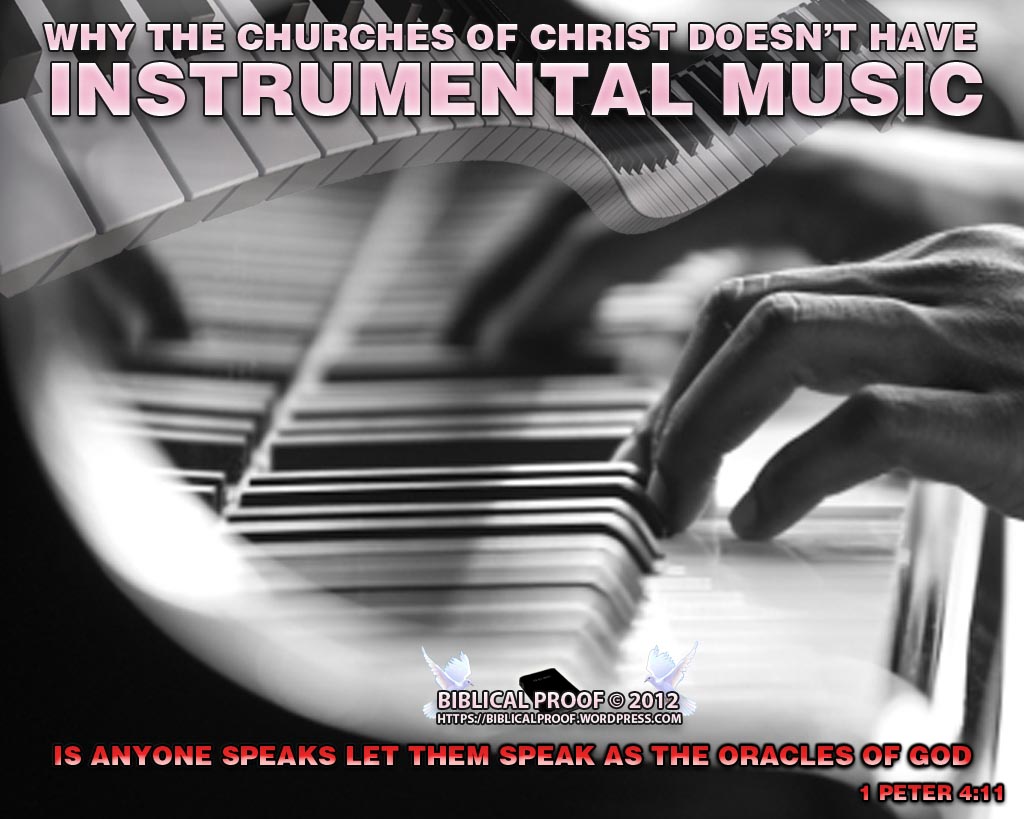 WHY THE CHURCHES OF CHRIST DOESN'T HAVE
INSTRUMENTAL MUSIC
BIBLICAL PROOF © 2012
HTTPS://BIBLICALPROOF.WORDPRESS.COM
IS ANYONE SPEAKS LET THEM SPEAK AS THE ORACLES OF GOD
1 PETER 4:11